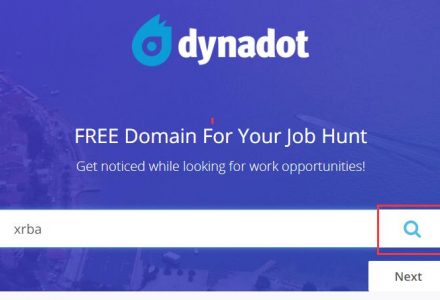 dynadot
FREE Domain For Your Job Hunt
Get noticed while looking for work opportunities!
xrba
Next